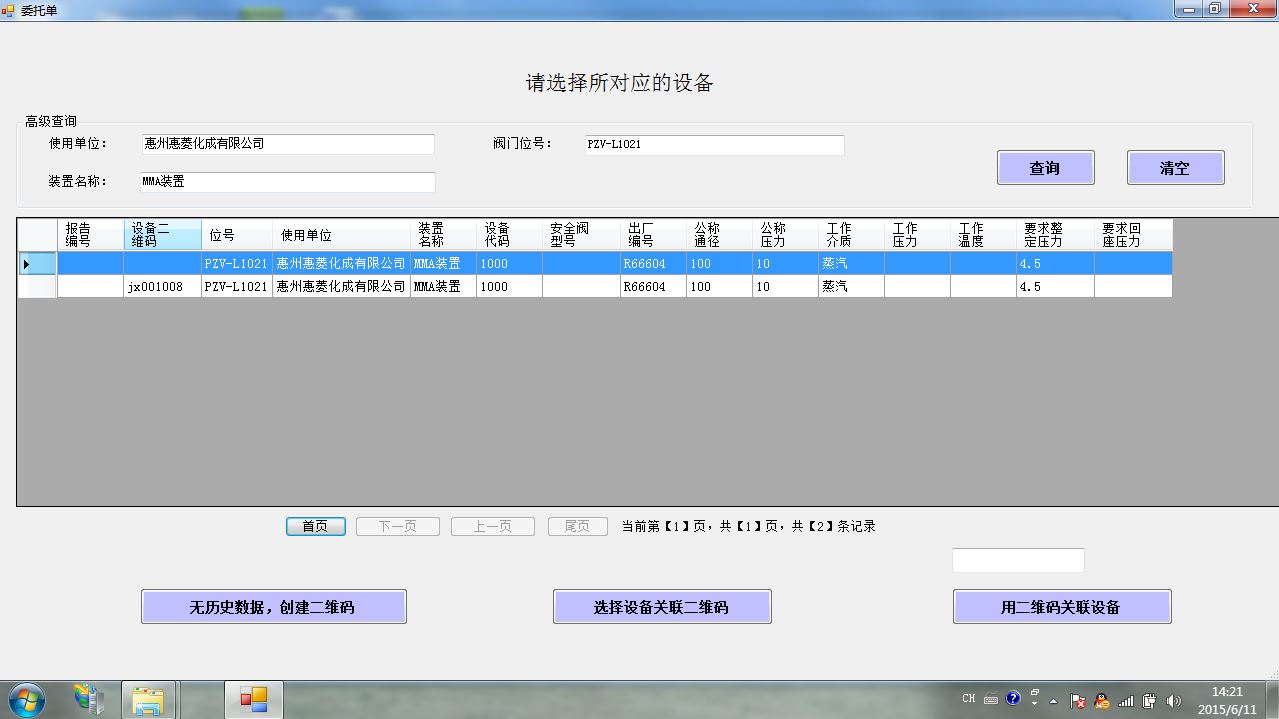 委托单
请选择所对应的设备
高级查询
使用单位： 惠州惠菱化成有限公司 阀门位号： PZV-L1021
装置名称： MMA装置
查询 清空
报告编号 设备二维码 位号 使用单位 装置名称 设备代码 安全阀型号 出厂编号 公称通径 公称压力 工作介质 工作压力 工作温度 要求整定压力 要求回座压力
PZV-L1021 惠州惠菱化成有限公司 MMA装置 1000 R66604 100 10 蒸汽 4.5
jx001008 PZV-L1021 惠州惠菱化成有限公司 MMA装置 1000 R66604 100 10 蒸汽 4.5
首页 下一页 上一页 尾页 当前第【1】页，共【1】页，共【2】条记录
无历史数据，创建二维码 选择设备关联二维码 用二维码关联设备
CH 14:21
2015/6/11